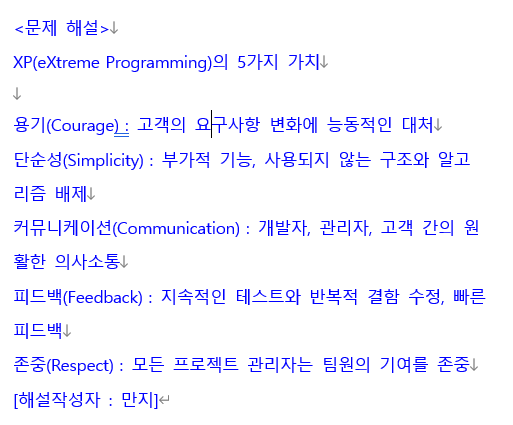 <문제 해설>
XP(eXtreme Programming)의 5가지 가치
용기(Courage) : 고객의 요구사항 변화에 능동적인 대처
단순성(Simplicity) : 부가적 기능, 사용되지 않는 구조와 알고
리즘 배제
커뮤니케이션(Communication) : 개발자, 관리자, 고객 간의 원
활한 의사소통
피드백(Feedback) : 지속적인 테스트와 반복적 결함 수정, 빠른
피드백
존중(Respect) : 모든 프로젝트 관리자는 팀원의 기여를 존중
[해설작성자 : 만지]